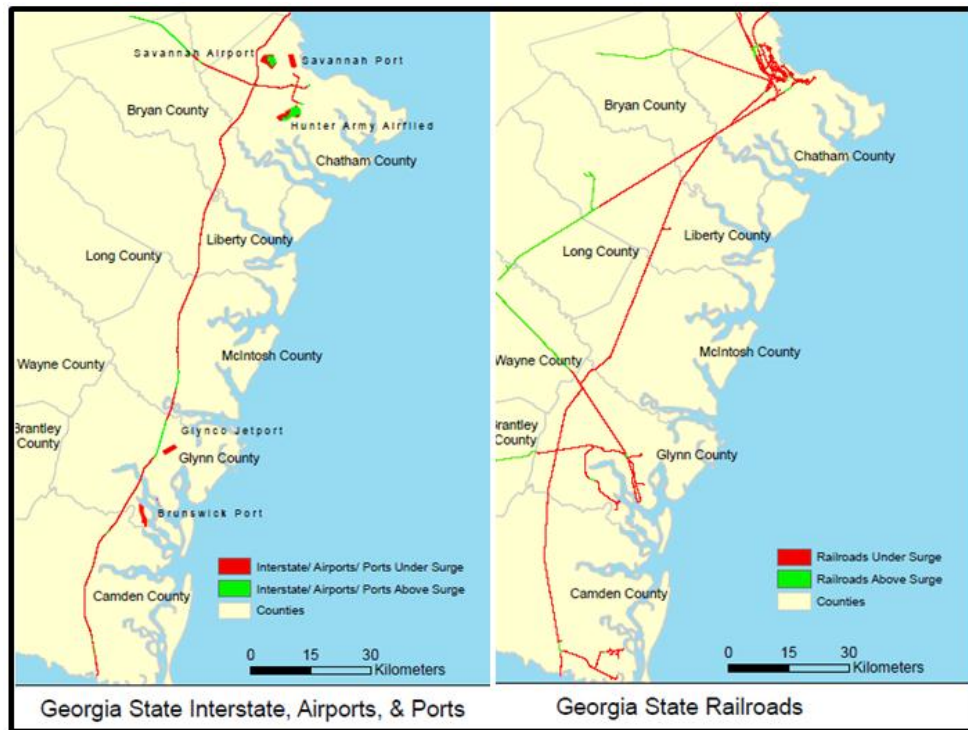 Savannah Airport
Savannah Port
Bryan County
Hunter Army Airfiled
Chatham County
Liberty County
Long County
McIntosh County
Wayne County
Brantley
County
Glynco Jetport
Glynn County
Brunswick Port
Camden County
Interstate/ Airports/ Ports Under Surge
Interstate/ Airports/ Ports Above Surge
Counties
0 15 30
Kilometers
Georgia State Interstate, Airports, & Ports
Bryan County
Chatham County
Liberty County
Long County
McIntosh County
Wayne County
Brantley
County
Glynn County
Camden County
Railroads Under Surge
Railroads Above Surge
Counties
0 15 30
Kilometers
Georgia State Railroads